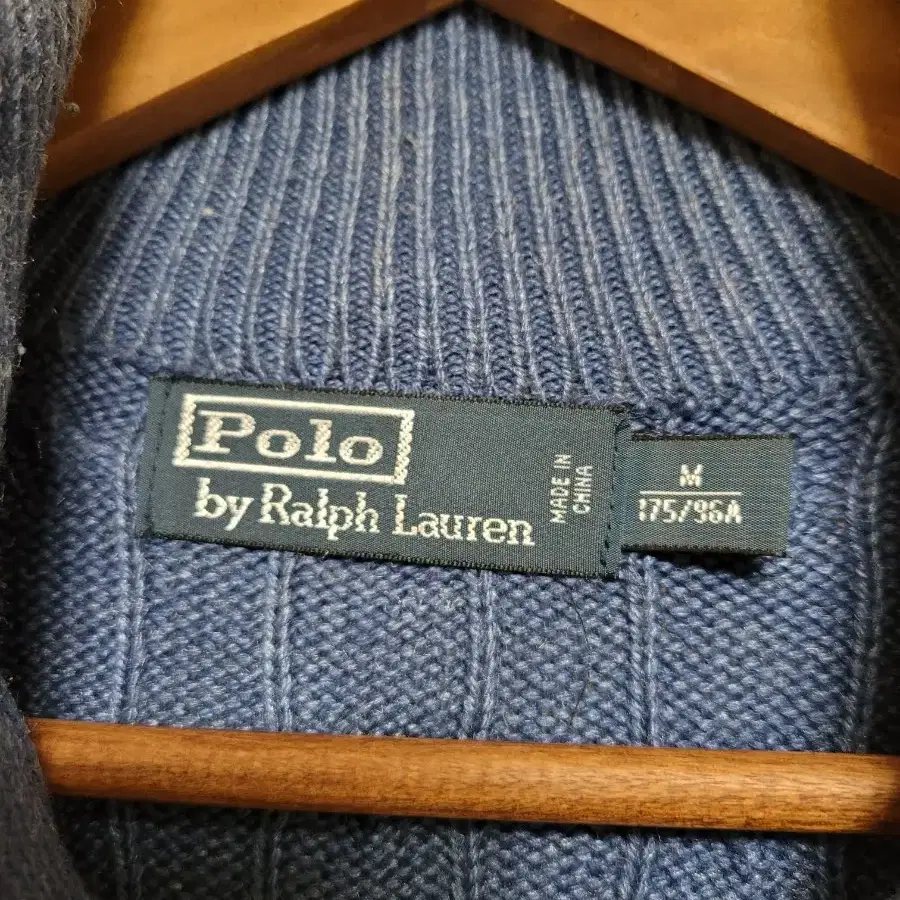 Polo
by Ralph Lauren
MADE IN
CHINA
M
175/96A